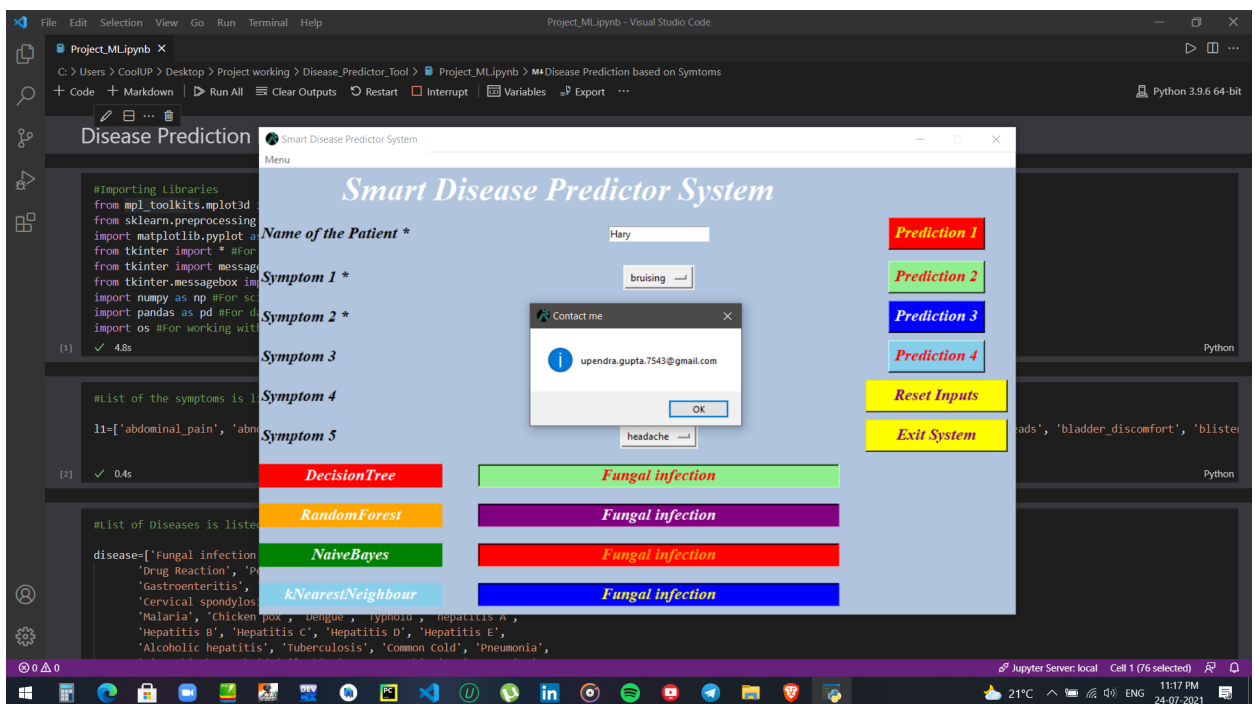 File Edit Selection View Go Run Terminal Help
Project_ML.ipynb - Visual Studio Code
Project_ML.ipynb
C: > Users > CoolUP > Desktop > Project working > Disease_Predictor_Tool > Project_ML.ipynb > M↓Disease Prediction based on Symtoms
+ Code + Markdown Run All Clear Outputs Restart Interrupt Variables Export ···
Python 3.9.6 64-bit
Disease Prediction
#Importing Libraries
from mpl_toolkits.mplot3d
from sklearn.preprocessing
import matplotlib.pyplot
from tkinter import * #For
from tkinter import
from tkinter.messagebox
import numpy as np #For
import pandas as pd #For
import os #For working
[1] 4.8s
Python
#List of the symptoms is
l1=['abdominal_pain',
'bladder_discomfort',
[2] 0.4s
Python
#List of Diseases is
disease=['Fungal infection
'Drug Reaction',
'Gastroenteritis',
'Cervical
'Malaria', 'Chicken pox', 'Dengue', 'Typhoid', 'hepatitis A',
'Hepatitis B', 'Hepatitis C', 'Hepatitis D', 'Hepatitis E',
'Alcoholic hepatitis', 'Tuberculosis', 'Common Cold', 'Pneumonia',
Smart Disease Predictor System
Menu
Smart Disease Predictor System
Name of the Patient * Hary Prediction 1
Symptom 1 * bruising Prediction 2
Symptom 2 * Prediction 3
Symptom 3 Prediction 4
Symptom 4 Reset Inputs
Symptom 5 headache Exit System
Contact me
upendra.gupta.7543@gmail.com
OK
DecisionTree Fungal infection
RandomForest Fungal infection
NaiveBayes Fungal infection
kNearestNeighbour Fungal infection
0 0
Jupyter Server: local Cell 1 (76 selected)
21°C ENG 11:17 PM
24-07-2021